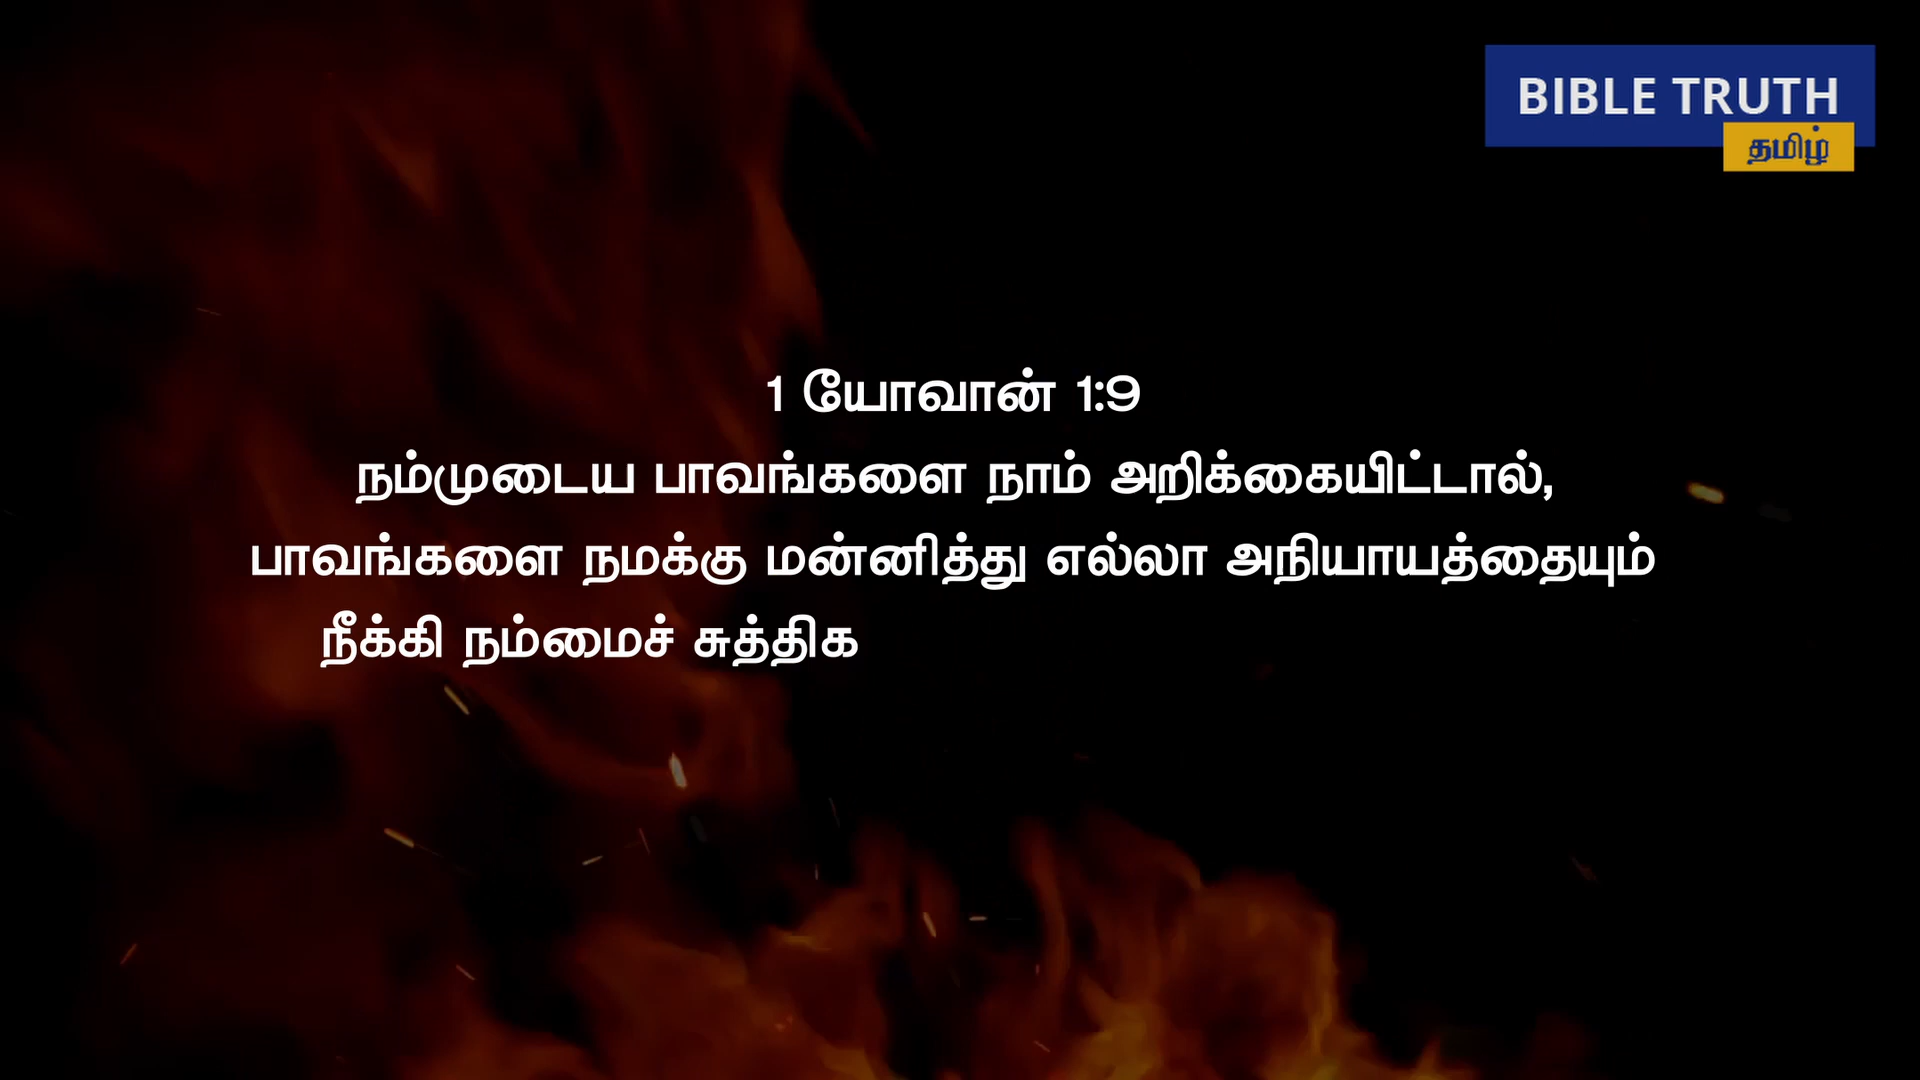 BIBLE TRUTH
தமிழ்
1 யோவான் 1:9
நம்முடைய பாவங்களை நாம் அறிக்கையிட்டால்,
பாவங்களை நமக்கு மன்னித்து எல்லா அநியாயத்தையும்
நீக்கி நம்மைச் சுத்திக